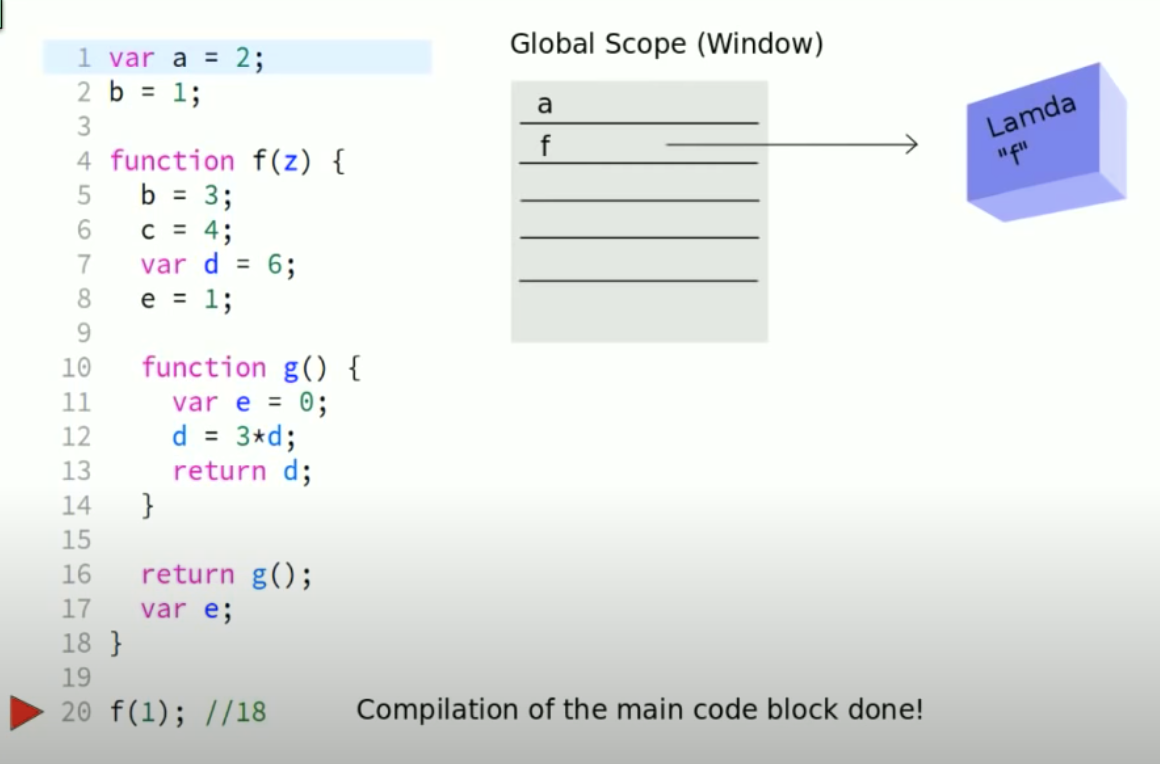 Global Scope (Window)
1 var a = 2;
2 b = 1;
3
4 function f(z) {
5 b = 3;
6 c = 4;
7 var d = 6;
8 e = 1;
9
10 function g() {
11 var e = 0;
12 d = 3*d;
13 return d;
14 }
15
16 return g();
17 var e;
18 }
19
20 f(1); //18
a
f
Lamda
"f"
Compilation of the main code block done!